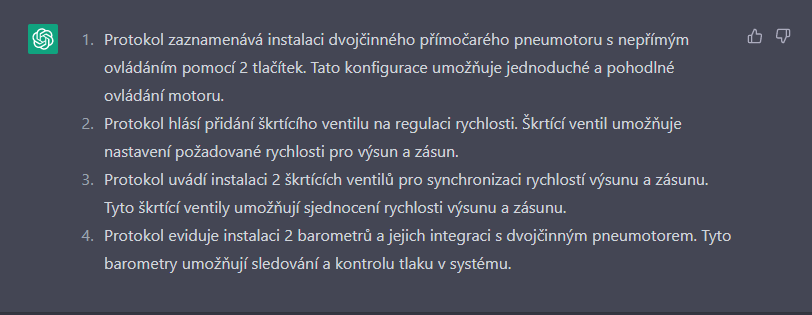 1. Protokol zaznamenává instalaci dvojčinného přímočarého pneumotoru s nepřímým
ovládáním pomocí 2 tlačítek. Tato konfigurace umožňuje jednoduché a pohodlné
ovládání motoru.
2. Protokol hlásí přidání škrtícího ventilu na regulaci rychlosti. Škrtící ventil umožňuje
nastavení požadované rychlosti pro výsun a zásun.
3. Protokol uvádí instalaci 2 škrtících ventilů pro synchronizaci rychlostí výsunu a zásunu.
Tyto škrtící ventily umožňují sjednocení rychlosti výsunu a zásunu.
4. Protokol eviduje instalaci 2 barometrů a jejich integraci s dvojčinným pneumotorem. Tyto
barometry umožňují sledování a kontrolu tlaku v systému.